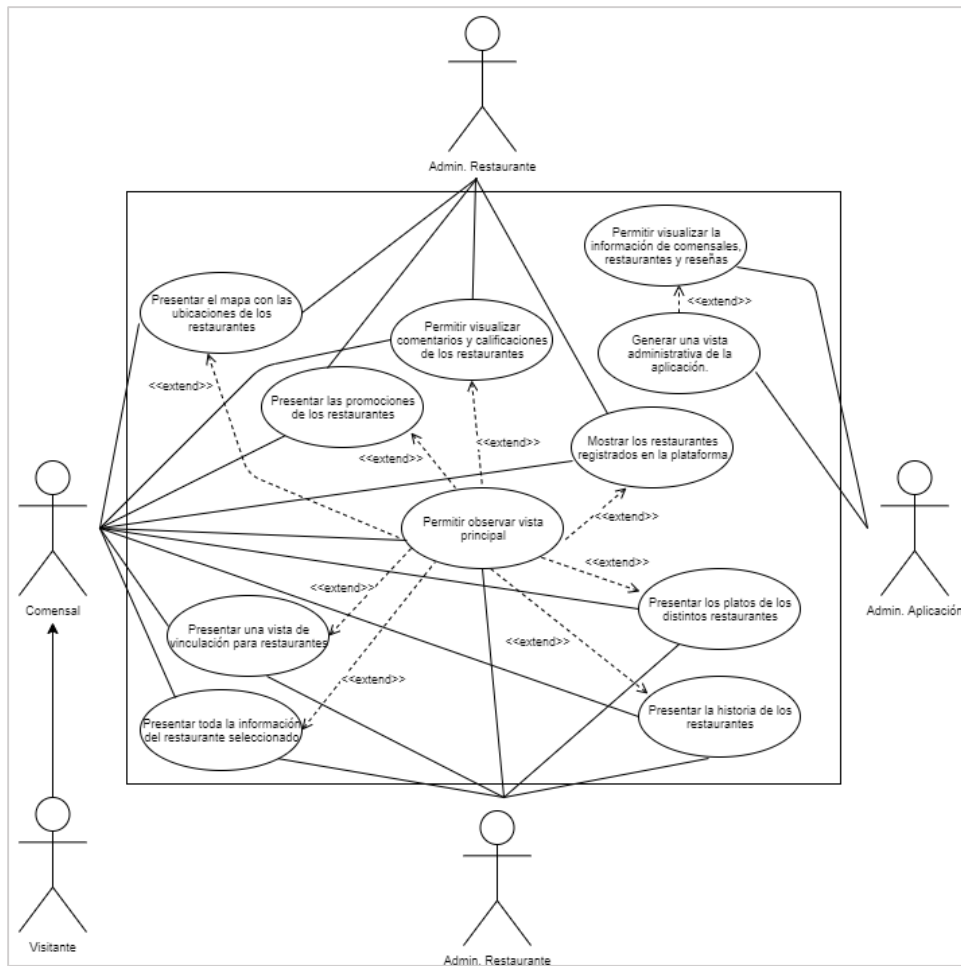 Admin. Restaurante
Permitir visualizar la
información de comensales,
restaurantes y reseñas
<<extend>>
Presentar el mapa con las
ubicaciones de los
restaurantes
Permitir visualizar
comentarios y calificaciones
de los restaurantes
Generar una vista
administrativa de la
aplicación.
<<extend>>
Presentar las promociones
de los restaurantes
<<extend>>
<<extend>>
Mostrar los restaurantes
registrados en la plataforma
Permitir observar vista
principal
<<extend>>
<<extend>>
<<extend>>
Comensal
Admin. Aplicación
Presentar una vista de
vinculación para restaurantes
Presentar los platos de los
distintos restaurantes
<<extend>>
<<extend>>
Presentar toda la información
del restaurante seleccionado
Presentar la historia de los
restaurantes
Visitante
Admin. Restaurante